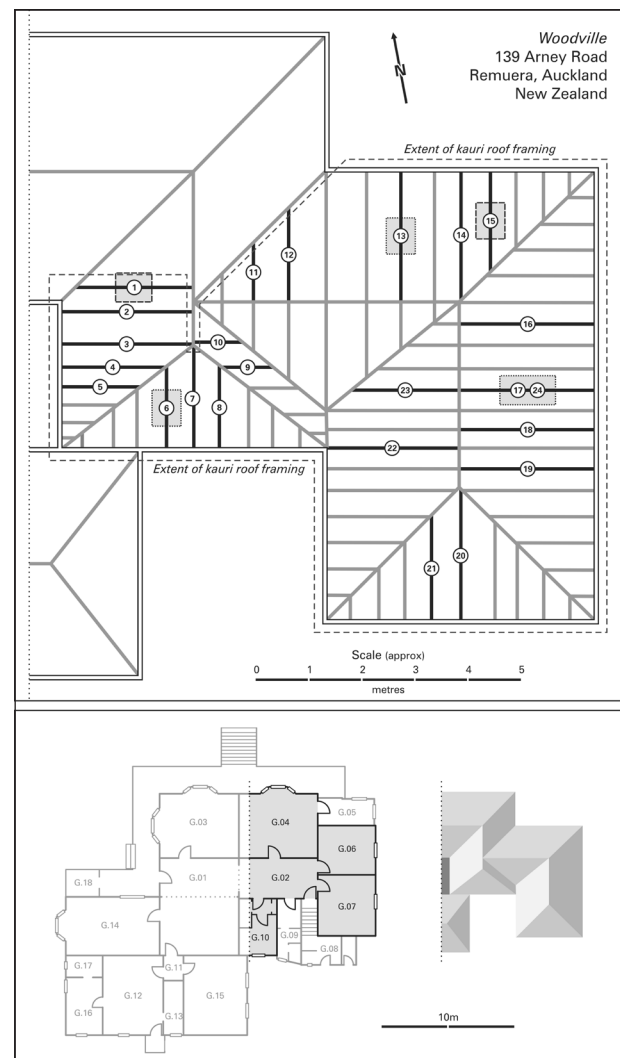 Woodville
139 Arney Road
Remuera, Auckland
New Zealand
N
Extent of kauri roof framing
13
14
15
12
11
1
2
10
16
3
4
9
5
23
17 24
6
7
8
18
22
19
Extent of kauri roof framing
20
21
Scale (approx)
0 1 2 3 4 5
metres
G.03
G.04
G.05
G.06
G.01
G.02
G.18
G.07
G.14
G.10
G.09
G.08
G.17
G.11
G.12
G.15
G.16
G.13
10m